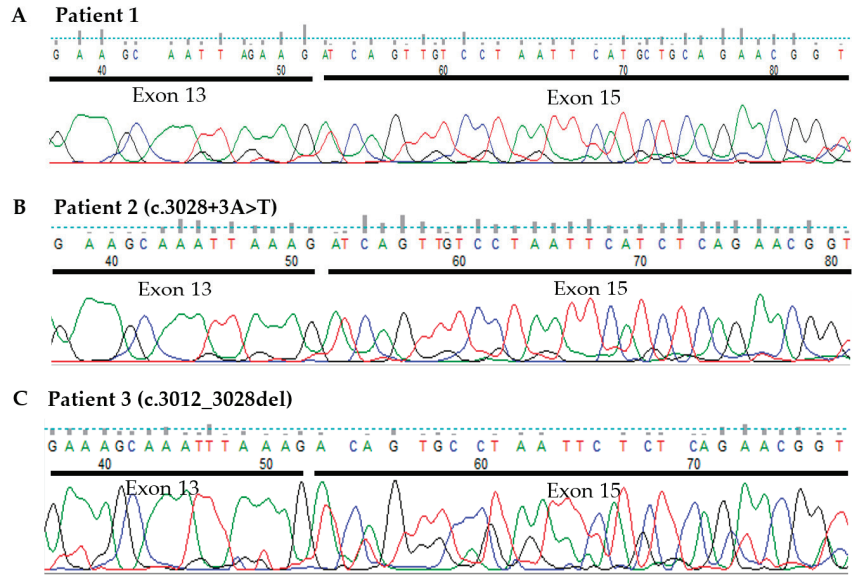 A Patient 1
G A A G C A A T T A G A A G A T C A G T T G T C C T A A T T C A T G C T G C A G A A C G G T
40 50 60 70 80
Exon 13 Exon 15
B Patient 2 (c.3028+3A>T)
G A A G C A A A T T A A A G A T C A G T T G T C C T A A T T C A T C T C A G A A C G G T
40 50 60 70 80
Exon 13 Exon 15
C Patient 3 (c.3012_3028del)
G A A A G C A A A T T T A A A G A C A G T G C C T A A T T C T C T C A G A A C G G T
40 50 60 70
Exon 13 Exon 15